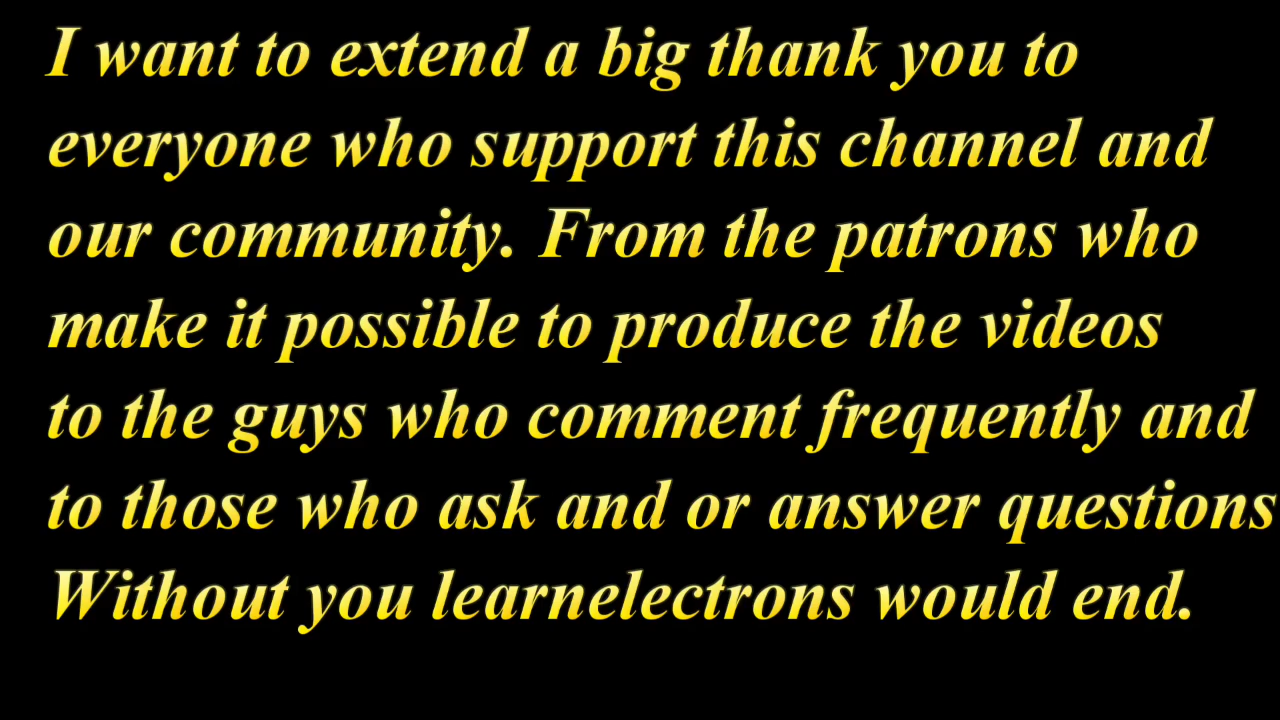 I want to extend a big thank you to
everyone who support this channel and
our community. From the patrons who
make it possible to produce the videos
to the guys who comment frequently and
to those who ask and or answer questions
Without you learnelectrons would end.